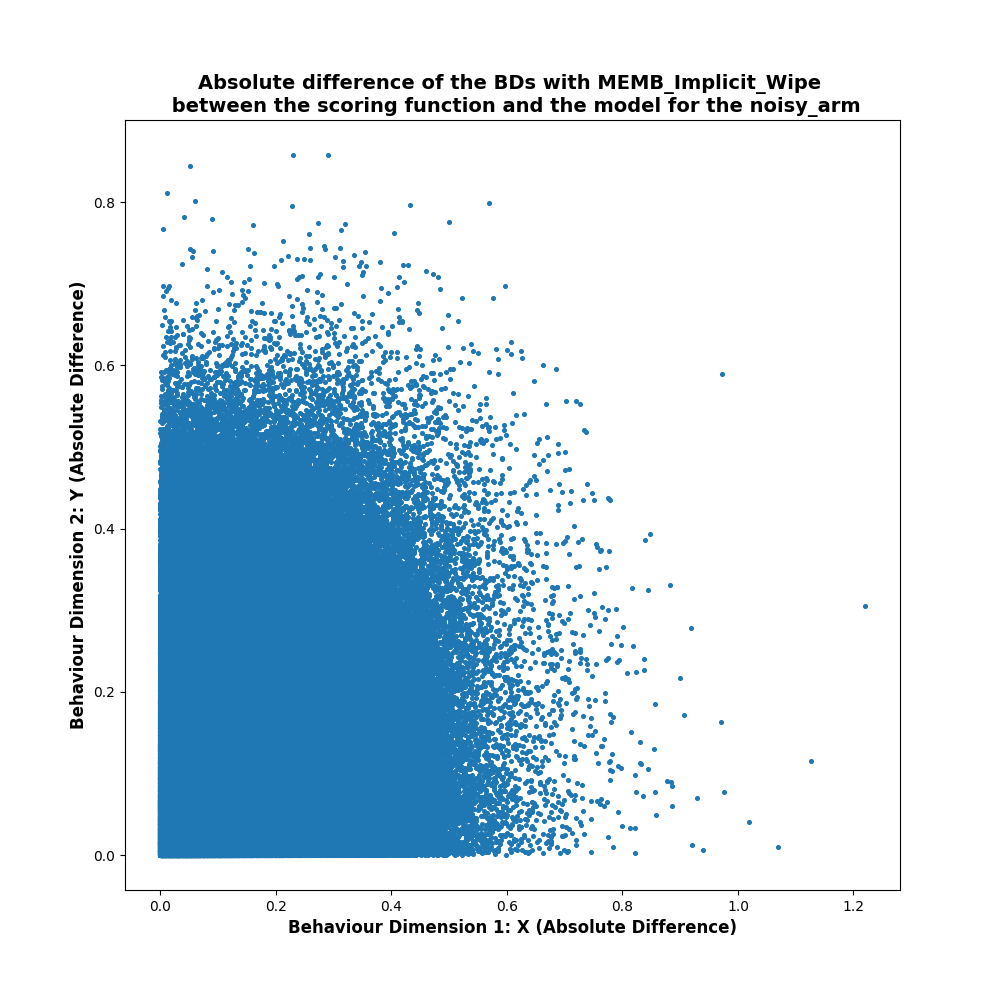 Absolute difference of the BDs with MEMB_Implicit_Wipe
between the scoring function and the model for the noisy_arm
Behaviour Dimension 2: Y (Absolute Difference)
0.8
0.6
0.4
0.2
0.0
0.0 0.2 0.4 0.6 0.8 1.0 1.2
Behaviour Dimension 1: X (Absolute Difference)